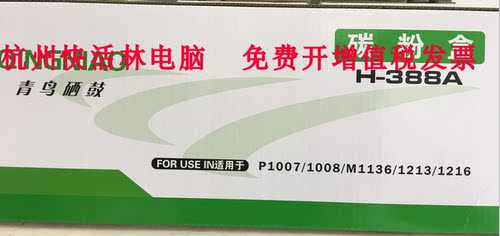 碳粉盒
杭州快活林电脑 免费开增值税发票
H-388A
青鸟硒鼓
FOR USE IN适用于 P1007/1008/M1136/1213/1216